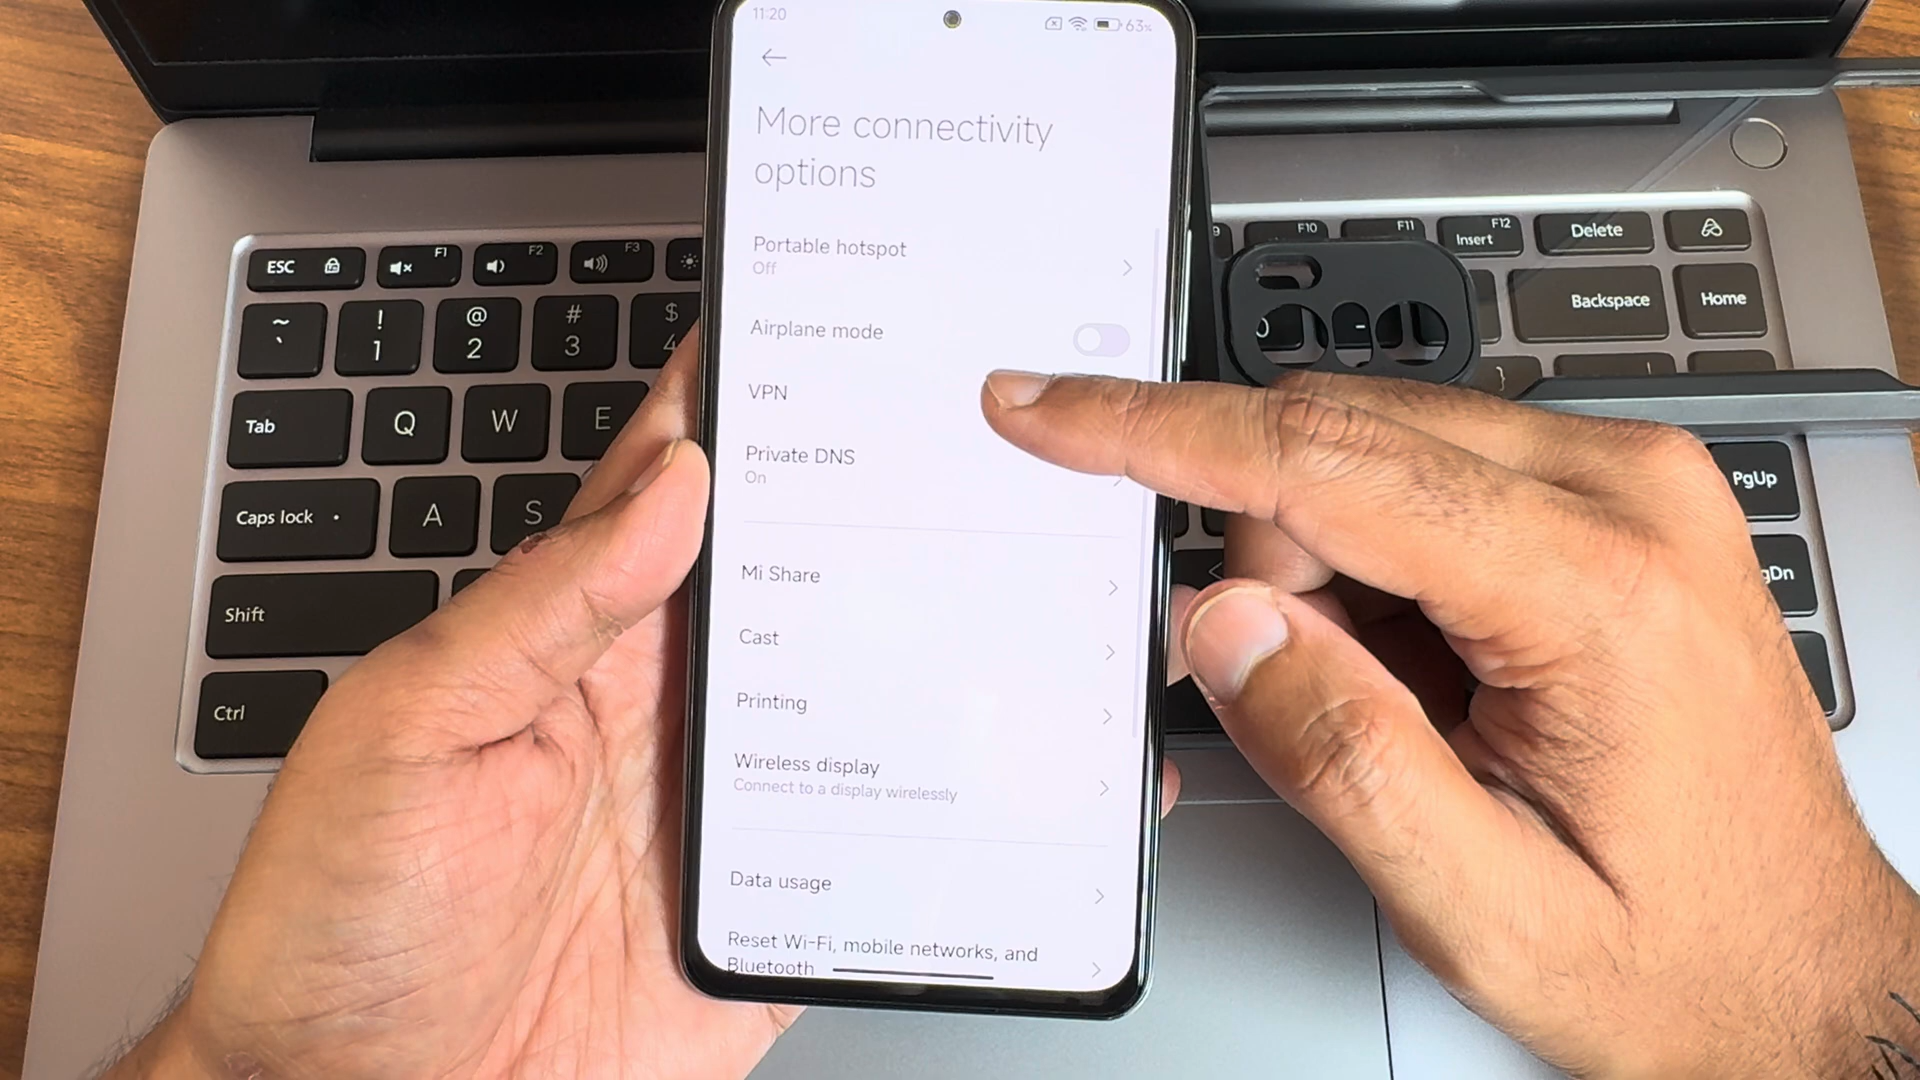 11:20
63%
More connectivity
options
Portable hotspot
Off
Airplane mode
VPN
Private DNS
On
Mi Share
Cast
Printing
Wireless display
Connect to a display wirelessly
Data usage
Reset Wi-Fi, mobile networks, and
Bluetooth
ESC
F1
F2
F3
F10
F11
F12
Insert
Delete
~
`
!
1
@
2
#
3
$
4
Backspace
Home
Tab
Q
W
E
}
Caps lock
A
S
PgUp
Shift
gDn
Ctrl